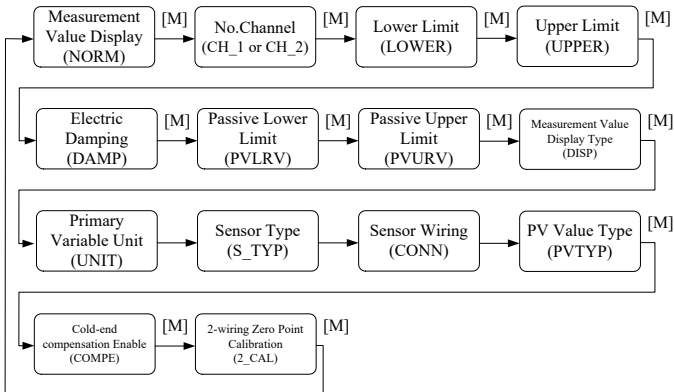 Measurement
Value Display
(NORM)
[M]
No.Channel
(CH_1 or CH_2)
[M]
Lower Limit
(LOWER)
[M]
Upper Limit
(UPPER)
[M]
Electric
Damping
(DAMP)
[M]
Passive Lower
Limit
(PVLRV)
[M]
Passive Upper
Limit
(PVURV)
[M]
Measurement Value
Display Type
(DISP)
[M]
Primary
Variable Unit
(UNIT)
Sensor Type
(S_TYP)
Sensor Wiring
(CONN)
PV Value Type
(PVTYP)
[M]
Cold-end
compensation Enable
(COMPE)
[M]
2-wiring Zero Point
Calibration
(2_CAL)
[M]